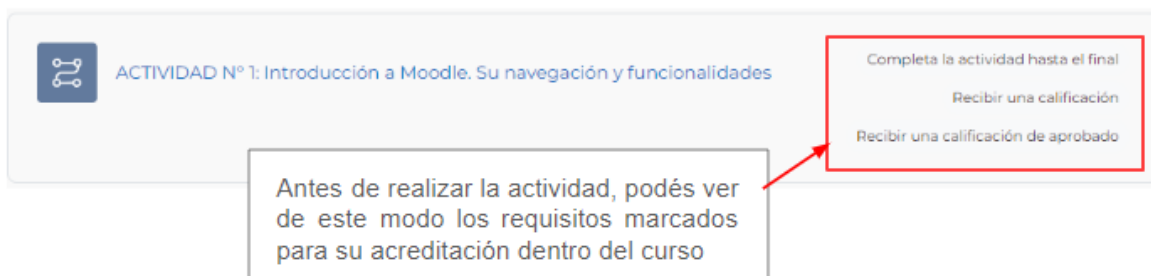 ACTIVIDAD Nº 1: Introducción a Moodle. Su navegación y funcionalidades
Completa la actividad hasta el final
Recibir una calificación
Recibir una calificación de aprobado
Antes de realizar la actividad, podés ver
de este modo los requisitos marcados
para su acreditación dentro del curso